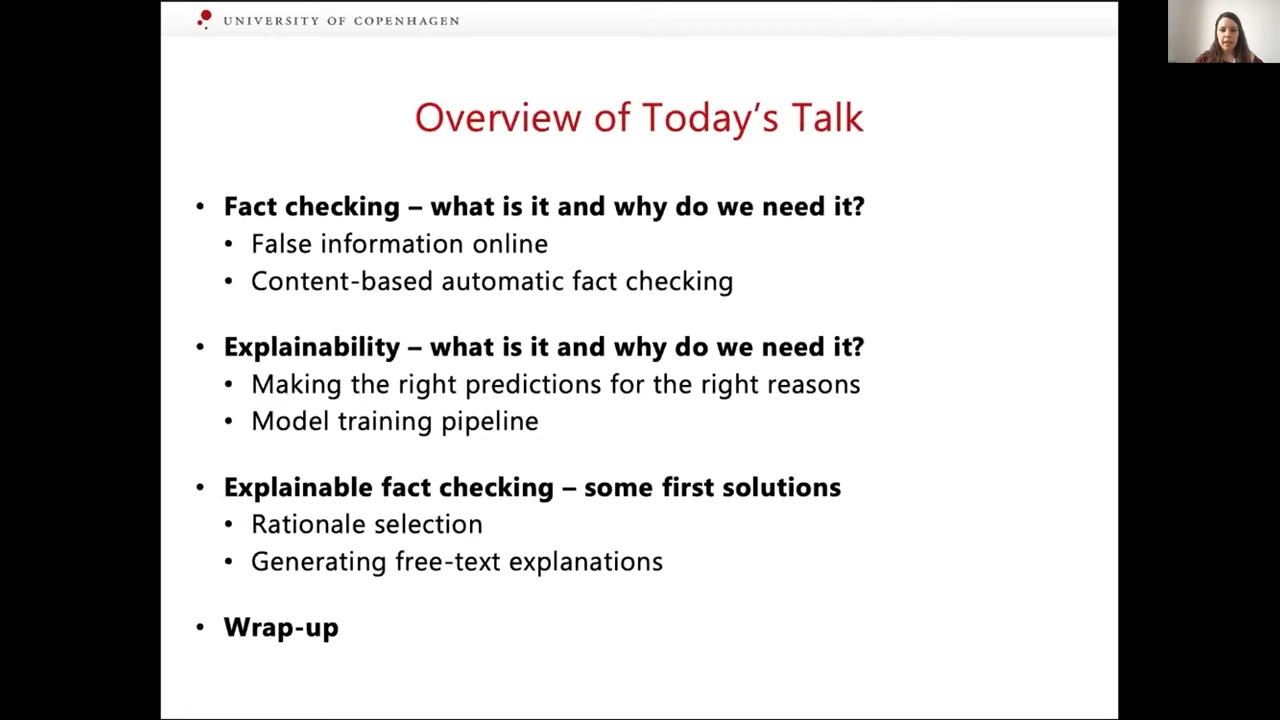 UNIVERSITY OF COPENHAGEN
Overview of Today's Talk
• Fact checking – what is it and why do we need it?
• False information online
• Content-based automatic fact checking
• Explainability – what is it and why do we need it?
• Making the right predictions for the right reasons
• Model training pipeline
• Explainable fact checking – some first solutions
• Rationale selection
• Generating free-text explanations
• Wrap-up